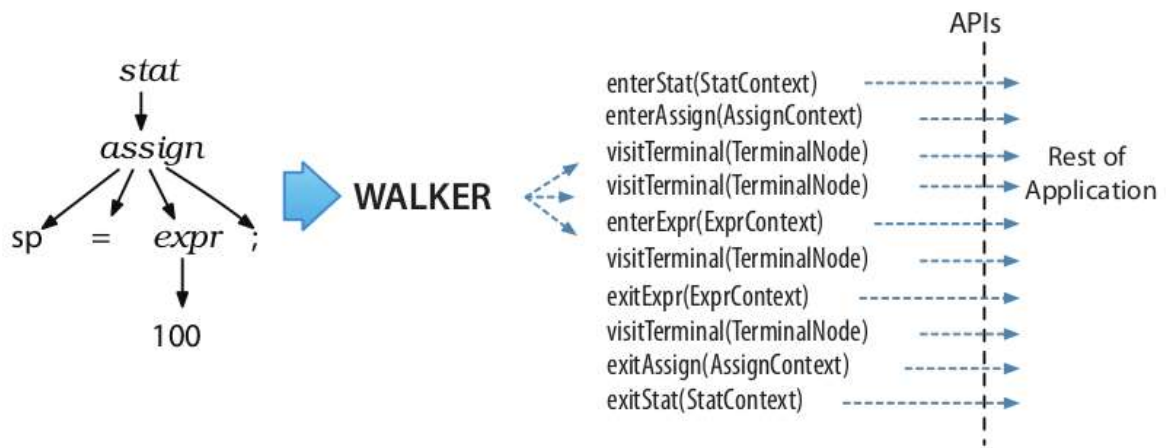 stat
assign
sp = expr ;
100
WALKER
enterStat(StatContext)
enterAssign(AssignContext)
visitTerminal(TerminalNode)
visitTerminal(TerminalNode)
enterExpr(ExprContext)
visitTerminal(TerminalNode)
exitExpr(ExprContext)
visitTerminal(TerminalNode)
exitAssign(AssignContext)
exitStat(StatContext)
APIs
Rest of
Application